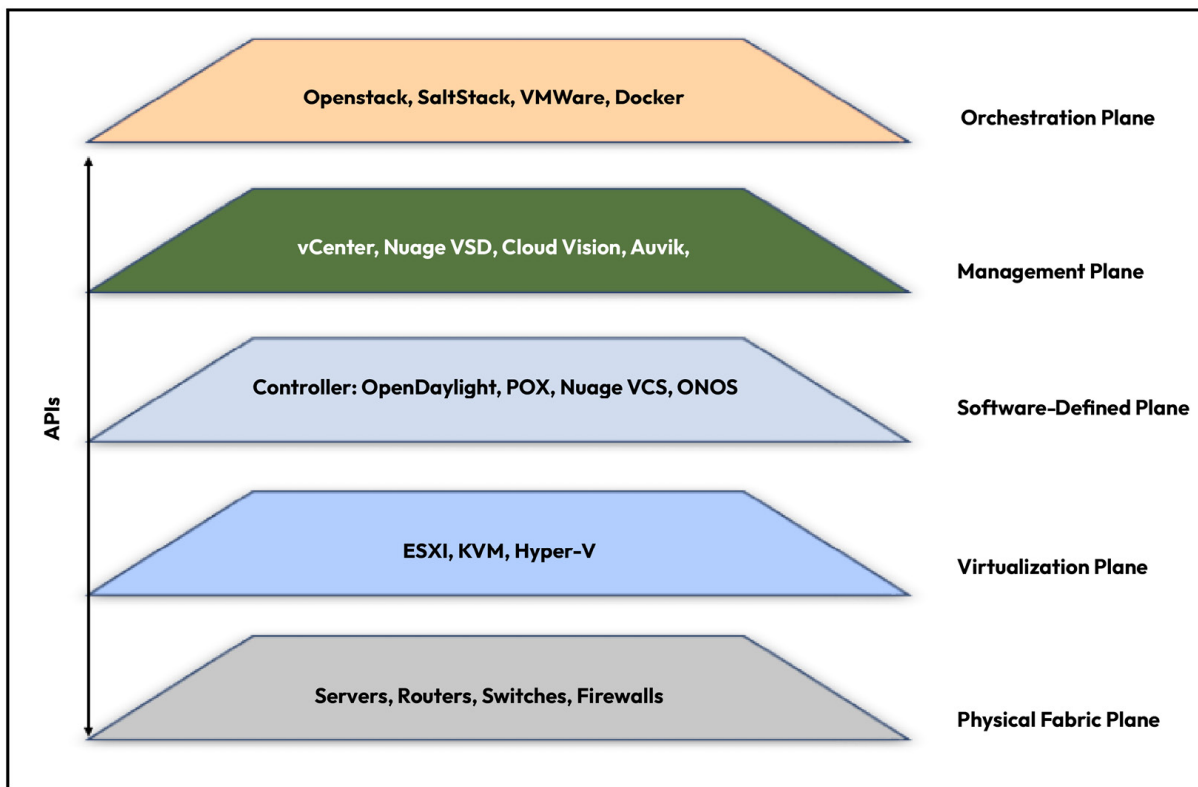 Openstack, SaltStack, VMWare, Docker
Orchestration Plane
vCenter, Nuage VSD, Cloud Vision, Auvik,
Management Plane
Controller: OpenDaylight, POX, Nuage VCS, ONOS
Software-Defined Plane
APIs
ESXI, KVM, Hyper-V
Virtualization Plane
Servers, Routers, Switches, Firewalls
Physical Fabric Plane